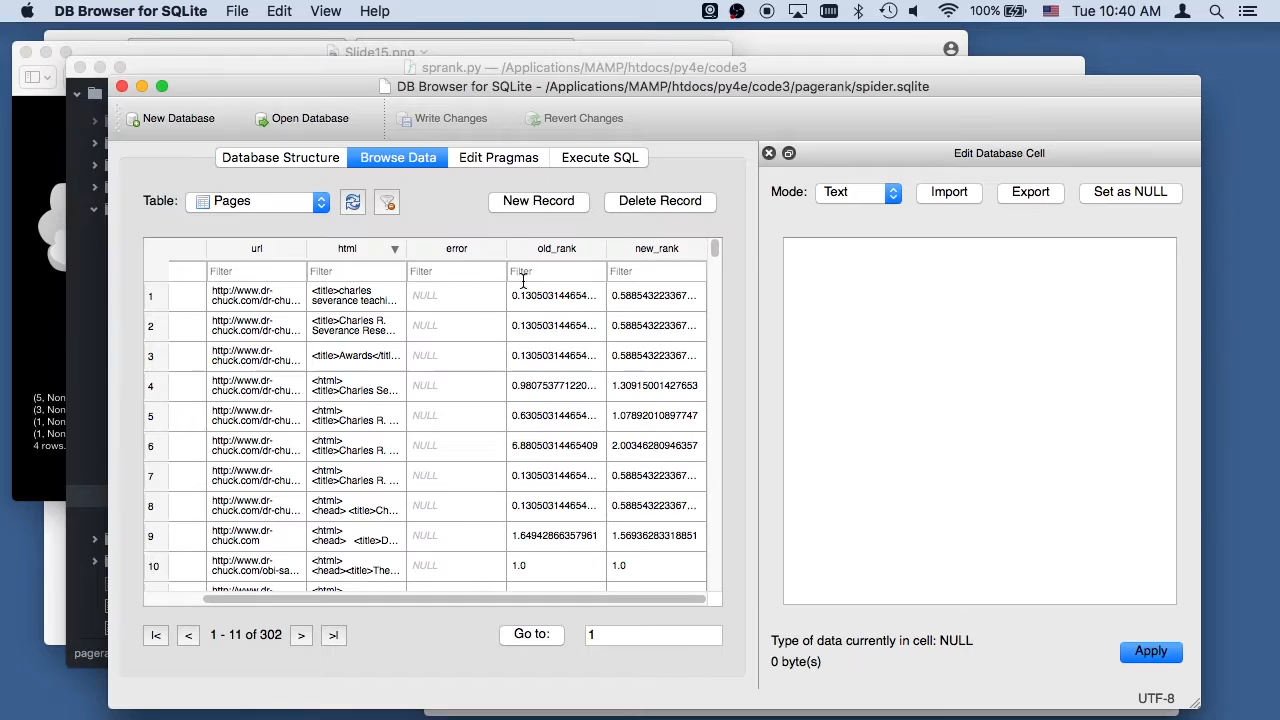 DB Browser for SQLite File Edit View Help 100% Tue 10:40 AM
Slide15.png
sprank.py — /Applications/MAMP/htdocs/py4e/code3
DB Browser for SQLite - /Applications/MAMP/htdocs/py4e/code3/pagerank/spider.sqlite
New Database Open Database Write Changes Revert Changes
Database Structure Browse Data Edit Pragmas Execute SQL
Table: Pages New Record Delete Record
url html error old_rank new_rank
Filter Filter Filter Filter Filter
1 http://www.dr-chuck.com/dr-chu... <title>charles severance teachi... NULL 0.130503144654... 0.588543223367...
2 http://www.dr-chuck.com/dr-chu... <title>Charles R. Severance Rese... NULL 0.130503144654... 0.588543223367...
3 http://www.dr-chuck.com/dr-chu... <title>Awards</titl... NULL 0.130503144654... 0.588543223367...
4 http://www.dr-chuck.com/dr-chu... <html> <title>Charles Se... NULL 0.980753771220... 1.30915001427653
5 http://www.dr-chuck.com/dr-chu... <html> <title>Charles R. ... NULL 0.630503144654... 1.07892010897747
6 http://www.dr-chuck.com/dr-chu... <html> <title>Charles R. ... NULL 6.88050314465409 2.00346280946357
7 http://www.dr-chuck.com/dr-chu... <html> <title>Charles R. ... NULL 0.130503144654... 0.588543223367...
8 http://www.dr-chuck.com/dr-chu... <html> <head> <title>Ch... NULL 0.130503144654... 0.588543223367...
9 http://www.dr-chuck.com <html> <head> <title>D... NULL 1.64942866357961 1.56936283318851
10 http://www.dr-chuck.com/obi-sa... <html> <head><title>The... NULL 1.0 1.0
|< < 1 - 11 of 302 > >| Go to: 1
Edit Database Cell
Mode: Text Import Export Set as NULL
Type of data currently in cell: NULL
0 byte(s)
Apply
UTF-8
(5, Non
(3, Non
(1, Non
(1, Non
4 rows.
pagera